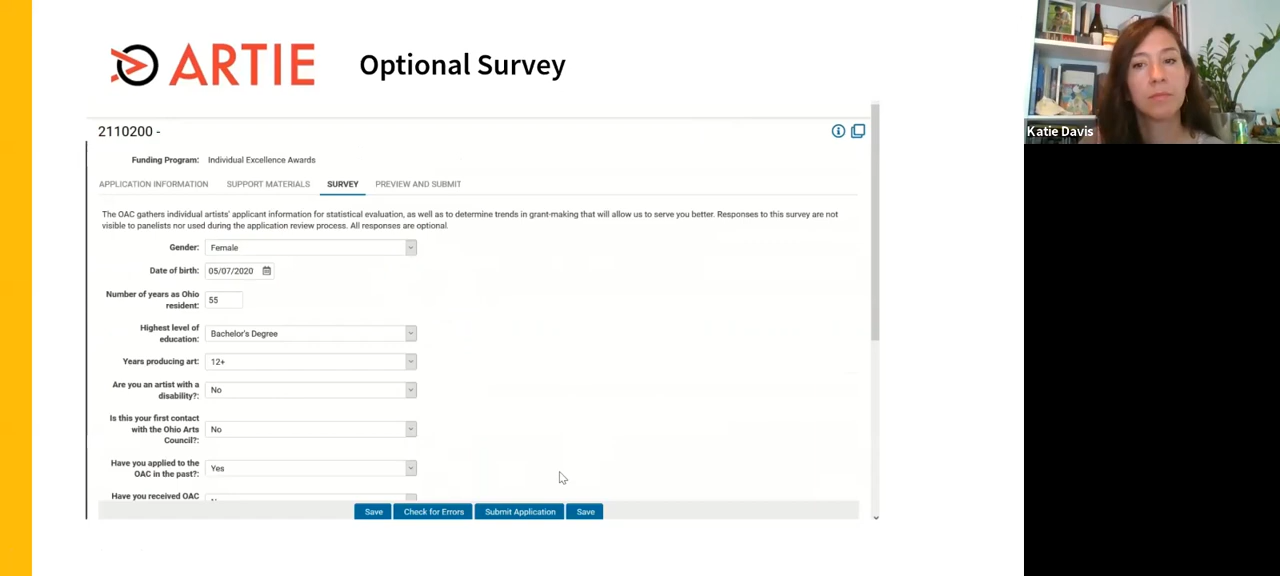 ARTIE
Optional Survey
Katie Davis
2110200 -
Funding Program: Individual Excellence Awards
APPLICATION INFORMATION SUPPORT MATERIALS SURVEY PREVIEW AND SUBMIT
The OAC gathers individual artists' applicant information for statistical evaluation, as well as to determine trends in grant-making that will allow us to serve you better. Responses to this survey are not
visible to panelists nor used during the application review process. All responses are optional.
Gender: Female
Date of birth: 05/07/2020
Number of years as Ohio
resident: 55
Highest level of
education: Bachelor's Degree
Years producing art: 12+
Are you an artist with a
disability?: No
Is this your first contact
with the Ohio Arts
Council?: No
Have you applied to the
OAC in the past?: Yes
Have you received OAC
Save Check for Errors Submit Application Save